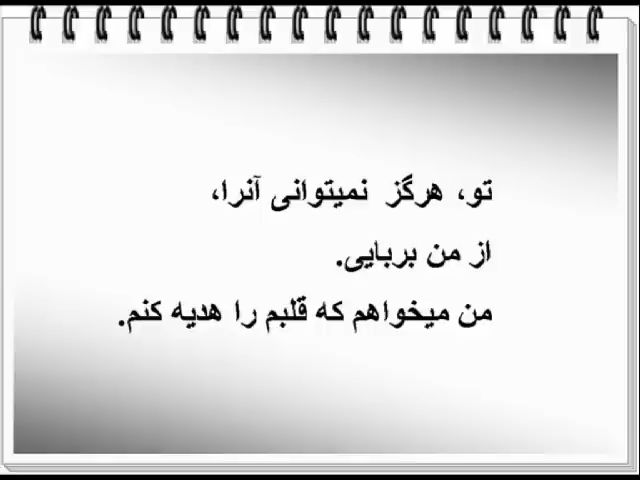 تو، هرگز نمیتوانی آنرا،
از من بربایی.
من میخواهم که قلبم را هدیه کنم.